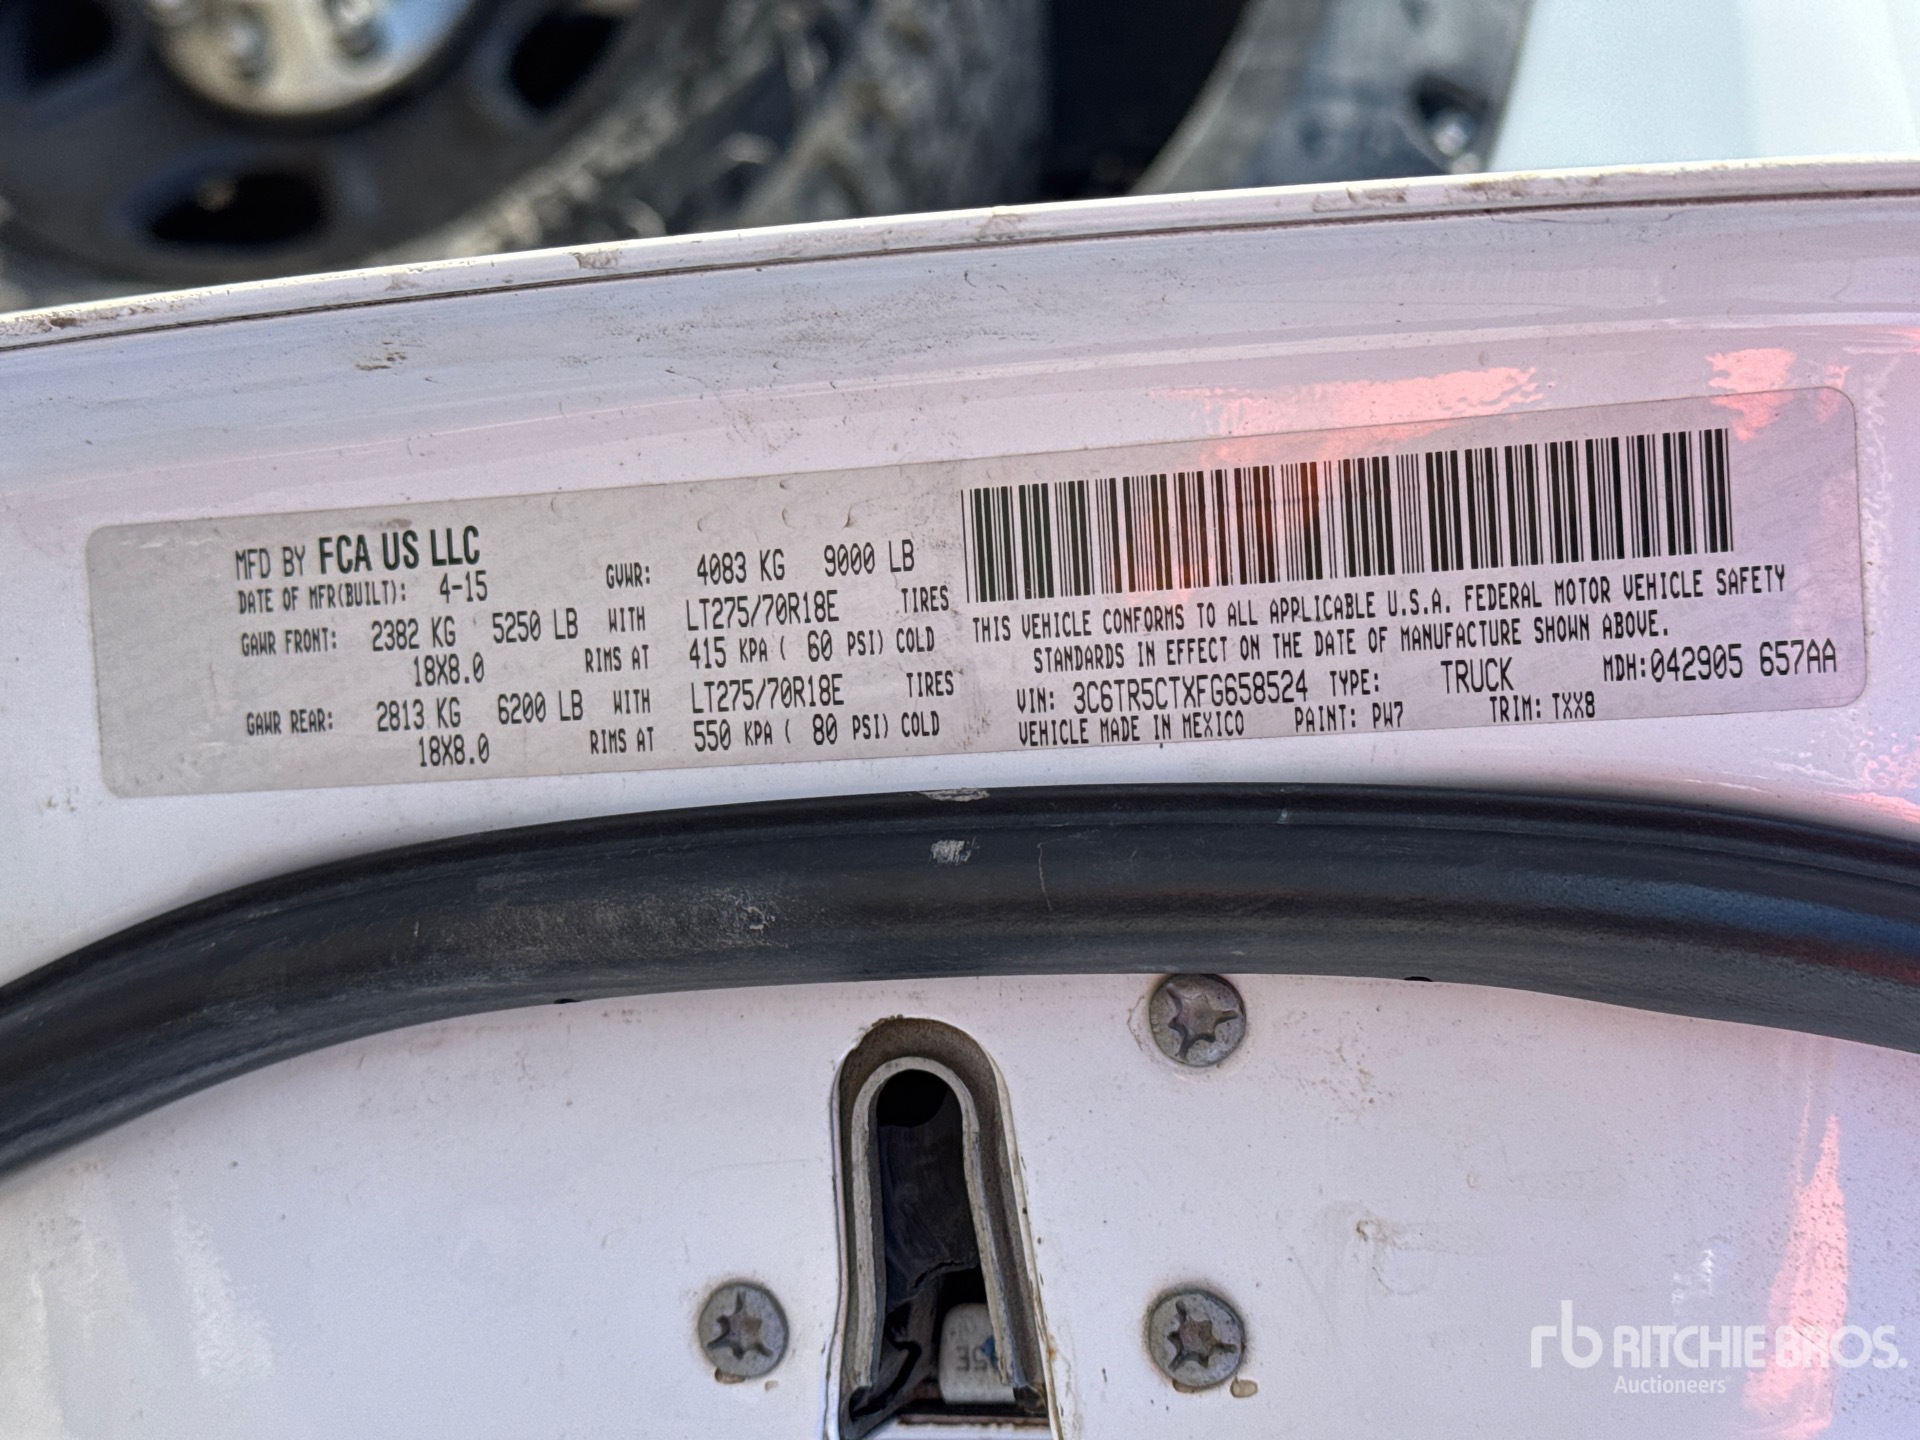 MFD BY FCA US LLC
DATE OF MFR(BUILT): 4-15 GVWR: 4083 KG 9000 LB
GAWR FRONT: 2382 KG 5250 LB WITH LT275/70R18E TIRES
18X8.0 RIMS AT 415 KPA ( 60 PSI) COLD
GAWR REAR: 2813 KG 6200 LB WITH LT275/70R18E TIRES
18X8.0 RIMS AT 550 KPA ( 80 PSI) COLD
THIS VEHICLE CONFORMS TO ALL APPLICABLE U.S.A. FEDERAL MOTOR VEHICLE SAFETY
STANDARDS IN EFFECT ON THE DATE OF MANUFACTURE SHOWN ABOVE.
VIN: 3C6TR5CTXFG658524 TYPE: TRUCK MDH:042905 657AA
VEHICLE MADE IN MEXICO PAINT: PW7 TRIM: TXX8
rb RITCHIE BROS.
Auctioneers